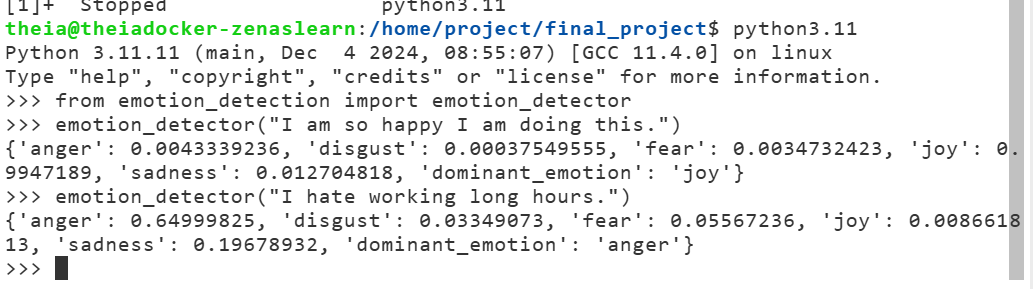 [1]+  Stopped                 python3.11
theia@theiadocker-zenaslearn:/home/project/final_project$ python3.11
Python 3.11.11 (main, Dec  4 2024, 08:55:07) [GCC 11.4.0] on linux
Type "help", "copyright", "credits" or "license" for more information.
>>> from emotion_detection import emotion_detector
>>> emotion_detector("I am so happy I am doing this.")
{'anger': 0.0043339236, 'disgust': 0.00037549555, 'fear': 0.0034732423, 'joy': 0.
9947189, 'sadness': 0.012704818, 'dominant_emotion': 'joy'}
>>> emotion_detector("I hate working long hours.")
{'anger': 0.64999825, 'disgust': 0.03349073, 'fear': 0.05567236, 'joy': 0.0086618
13, 'sadness': 0.19678932, 'dominant_emotion': 'anger'}
>>>